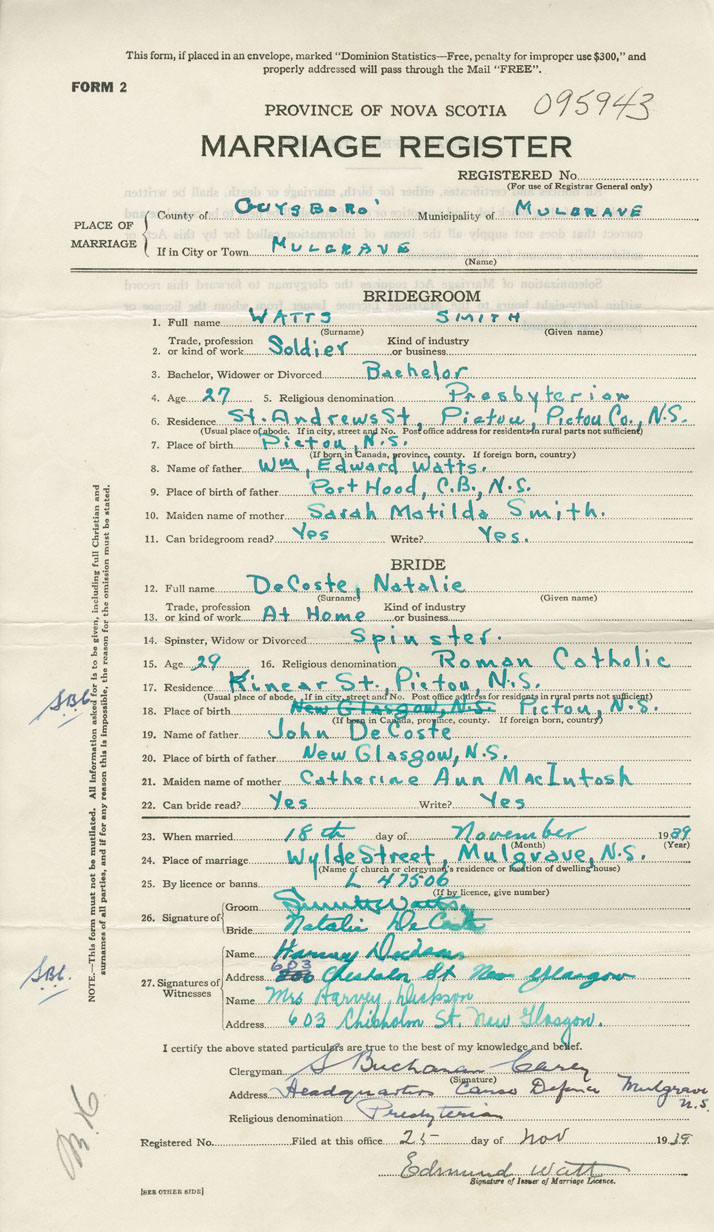 This form, if placed in an envelope, marked "Dominion Statistics—Free, penalty for improper use $300," and
properly addressed will pass through the Mail "FREE".
FORM 2
PROVINCE OF NOVA SCOTIA 095943
MARRIAGE REGISTER
REGISTERED No.
(For use of Registrar General only)
PLACE OF MARRIAGE
County of GUYSBORO' Municipality of MULGRAVE
If in City or Town MULGRAVE
(Name)
BRIDEGROOM
1. Full name WATTS SMITH
(Surname) (Given name)
2. Trade, profession or kind of work Soldier Kind of industry or business
3. Bachelor, Widower or Divorced Bachelor
4. Age 27 5. Religious denomination Presbyterian
6. Residence St. Andrews St, Pictou, Pictou Co., N.S.
(Usual place of abode. If in city, street and No. Post office address for residents in rural parts not sufficient)
7. Place of birth Pictou, N.S.
(If born in Canada, province, county. If foreign born, country)
8. Name of father Wm, Edward Watts.
9. Place of birth of father Port Hood, C.B., N.S.
10. Maiden name of mother Sarah Matilda Smith.
11. Can bridegroom read? Yes Write? Yes.
BRIDE
12. Full name DeCoste, Natalie
(Surname) (Given name)
13. Trade, profession or kind of work At Home Kind of industry or business
14. Spinster, Widow or Divorced Spinster.
15. Age 29 16. Religious denomination Roman Catholic
17. Residence Kinear St., Pictou, N.S.
(Usual place of abode. If in city, street and No. Post office address for residents in rural parts not sufficient)
18. Place of birth New Glasgow, N.S. Pictou, N.S.
(If born in Canada, province, county. If foreign born, country)
19. Name of father John DeCoste
20. Place of birth of father New Glasgow, N.S.
21. Maiden name of mother Catherine Ann MacIntosh
22. Can bride read? Yes Write? Yes
23. When married 18th day of November 1939
(Month) (Year)
24. Place of marriage Wylde Street, Mulgrave, N.S.
(Name of church or clergyman's residence or location of dwelling house)
25. By licence or banns L 47506
(If by licence, give number)
26. Signature of
Groom Watts
Bride Natalie DeCoste
27. Signatures of Witnesses
Name Harvey
603
Address Chisholm St New Glasgow
Name Mrs Harvey Dickson
Address 603 Chisholm St. New Glasgow.
I certify the above stated particulars are true to the best of my knowledge and belief.
Clergyman S Buchanan Carey
(Signature)
Address Headquarters Canso Defence Mulgrave
N.S.
Religious denomination Presbyterian
Registered No. Filed at this office 25 day of Nov 1939
Edmund Watt
Signature of Issuer of Marriage Licence.
[SEE OTHER SIDE]
NOTE.—This form must not be mutilated. All information asked for is to be given, including full Christian and
surnames of all parties, and if for any reason this is impossible, the reason for the omission must be stated.
SBC
SBC